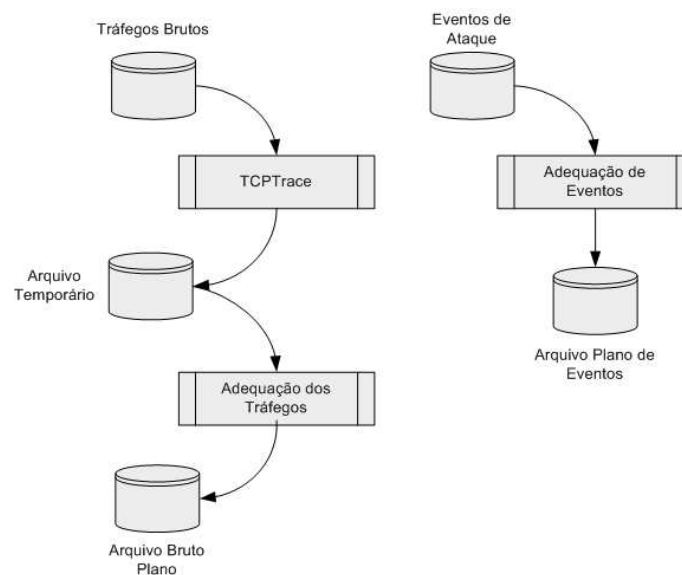 Tráfegos Brutos
TCPTrace
Arquivo
Temporário
Adequação dos
Tráfegos
Arquivo Bruto
Plano
Eventos de
Ataque
Adequação de
Eventos
Arquivo Plano de
Eventos